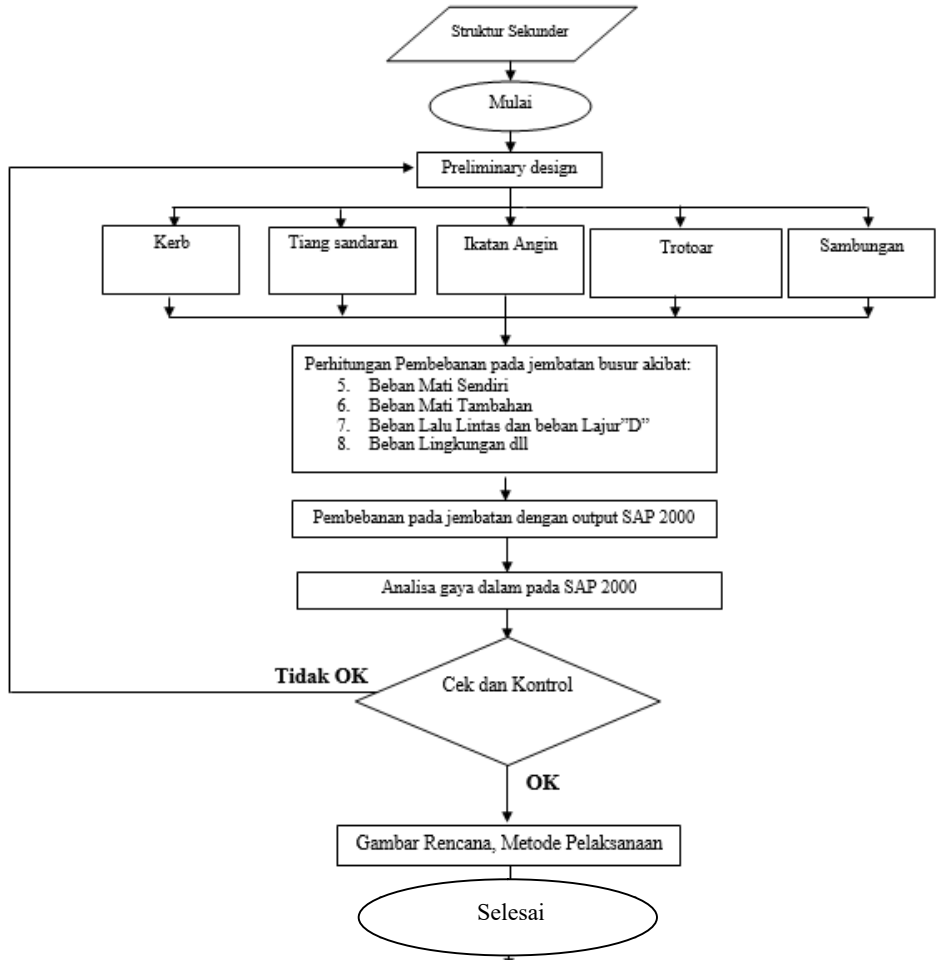 Struktur Sekunder
Mulai
Preliminary design
Kerb
Tiang sandaran
Ikatan Angin
Trotoar
Sambungan
Perhitungan Pembebanan pada jembatan busur akibat:
5. Beban Mati Sendiri
6. Beban Mati Tambahan
7. Beban Lalu Lintas dan beban Lajur”D”
8. Beban Lingkungan dll
Pembebanan pada jembatan dengan output SAP 2000
Analisa gaya dalam pada SAP 2000
Tidak OK
Cek dan Kontrol
OK
Gambar Rencana, Metode Pelaksanaan
Selesai